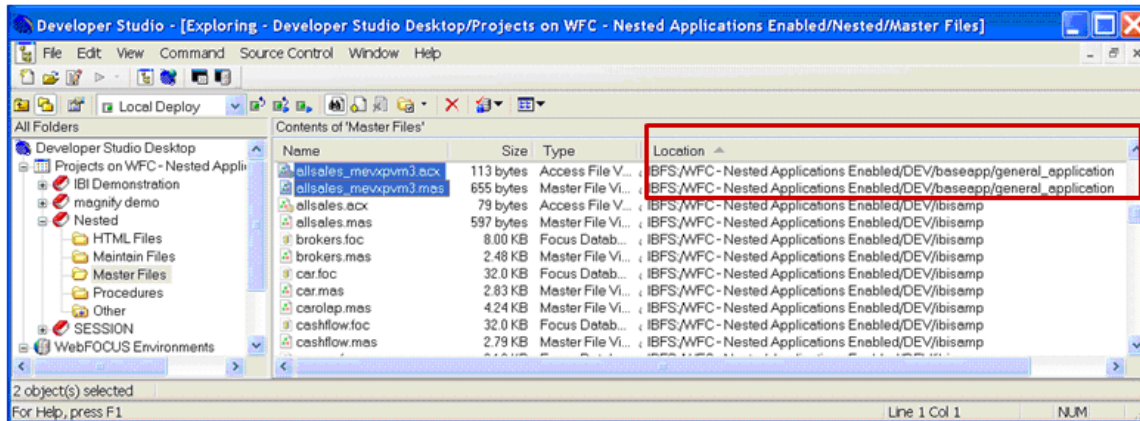 Developer Studio - [Exploring - Developer Studio Desktop/Projects on WFC - Nested Applications Enabled/Nested/Master Files]
File Edit View Command Source Control Window Help
Local Deploy
All Folders
Contents of 'Master Files'
Developer Studio Desktop
Projects on WFC - Nested Appli
IBI Demonstration
magnify demo
Nested
HTML Files
Maintain Files
Master Files
Procedures
Other
SESSION
WebFOCUS Environments
Name Size Type Location
allsales_mevxpvm3.acx 113 bytes Access File V... IBFS:/WFC - Nested Applications Enabled/DEV/baseapp/general_application
allsales_mevxpvm3.mas 655 bytes Master File Vi... IBFS:/WFC - Nested Applications Enabled/DEV/baseapp/general_application
allsales.acx 79 bytes Access File V... IBFS:/WFC - Nested Applications Enabled/DEV/ibisamp
allsales.mas 597 bytes Master File Vi... IBFS:/WFC - Nested Applications Enabled/DEV/ibisamp
brokers.foc 8.00 KB Focus Datab... IBFS:/WFC - Nested Applications Enabled/DEV/ibisamp
brokers.mas 2.48 KB Master File Vi... IBFS:/WFC - Nested Applications Enabled/DEV/ibisamp
car.foc 32.0 KB Focus Datab... IBFS:/WFC - Nested Applications Enabled/DEV/ibisamp
car.mas 2.83 KB Master File Vi... IBFS:/WFC - Nested Applications Enabled/DEV/ibisamp
carolap.mas 4.24 KB Master File Vi... IBFS:/WFC - Nested Applications Enabled/DEV/ibisamp
cashflow.foc 32.0 KB Focus Datab... IBFS:/WFC - Nested Applications Enabled/DEV/ibisamp
cashflow.mas 2.79 KB Master File Vi... IBFS:/WFC - Nested Applications Enabled/DEV/ibisamp
2 object(s) selected
For Help, press F1
Line 1 Col 1 NUM